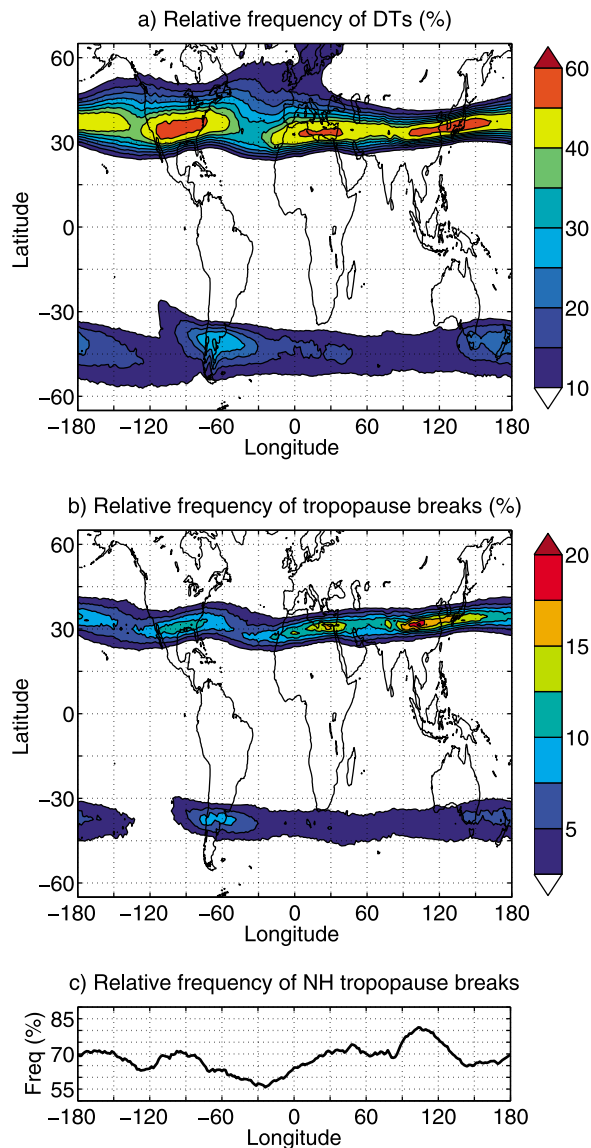 a) Relative frequency of DTs (%)
60
30
0
−30
−60
Latitude
−180 −120 −60 0 60 120 180
Longitude
60
40
30
20
10
b) Relative frequency of tropopause breaks (%)
60
30
0
−30
−60
Latitude
−180 −120 −60 0 60 120 180
Longitude
20
15
10
5
c) Relative frequency of NH tropopause breaks
85
70
55
Freq (%)
−180 −120 −60 0 60 120 180
Longitude